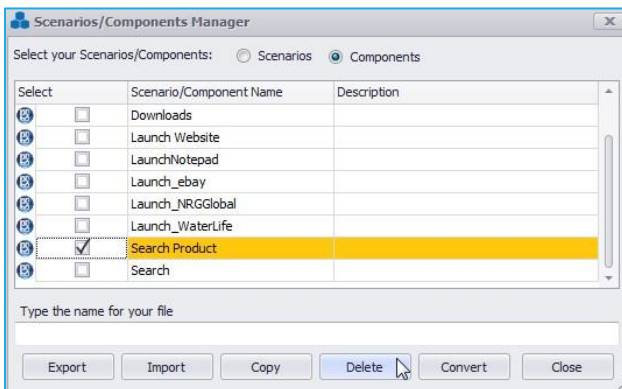 Scenarios/Components Manager
Select your Scenarios/Components: Scenarios Components
Select Scenario/Component Name Description
Downloads
Launch Website
LaunchNotepad
Launch_ebay
Launch_NRGGlobal
Launch_WaterLife
Search Product
Search
Type the name for your file
Export Import Copy Delete Convert Close